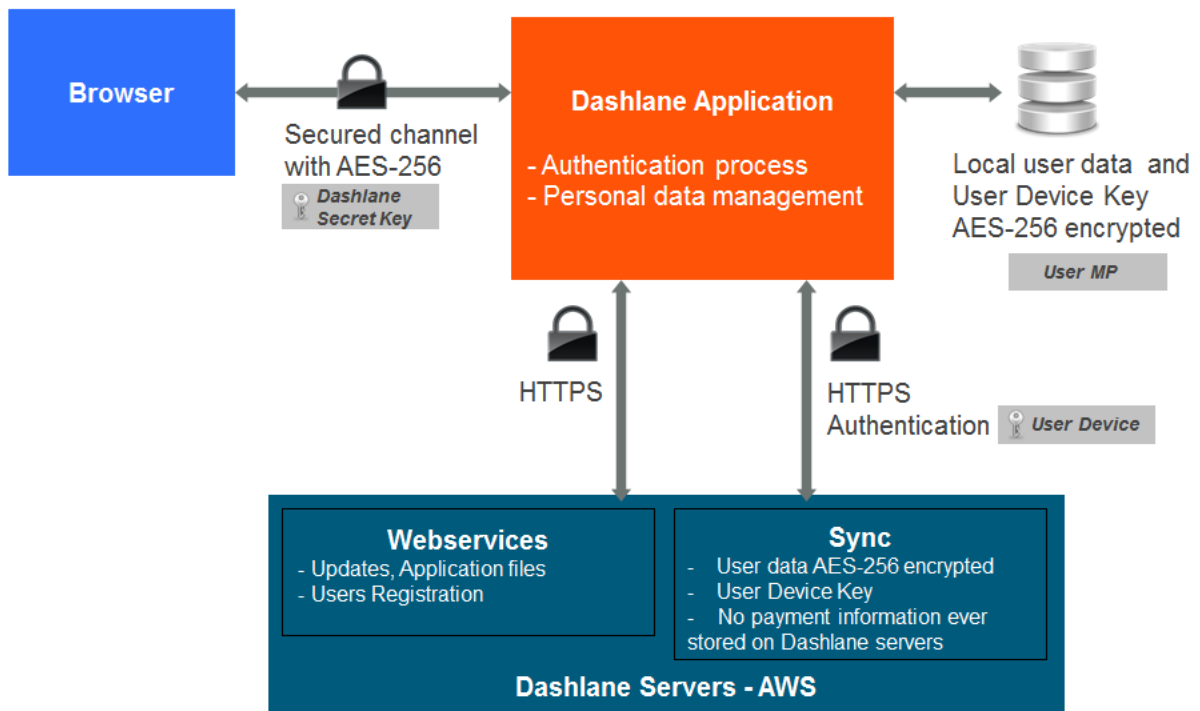 Browser
Secured channel
with AES-256
Dashlane
Secret Key
Dashlane Application
- Authentication process
- Personal data management
Local user data and
User Device Key
AES-256 encrypted
User MP
HTTPS
HTTPS
Authentication
User Device
Webservices
- Updates, Application files
- Users Registration
Sync
- User data AES-256 encrypted
- User Device Key
- No payment information ever
stored on Dashlane servers
Dashlane Servers - AWS